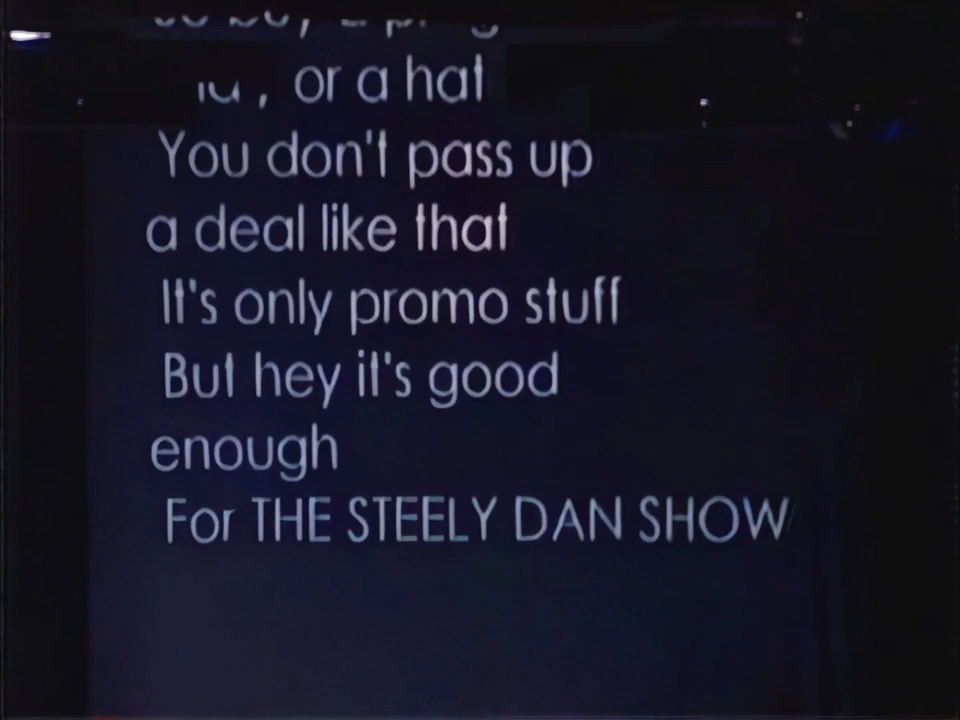 , or a hat
You don't pass up
a deal like that
It's only promo stuff
But hey it's good
enough
For THE STEELY DAN SHOW